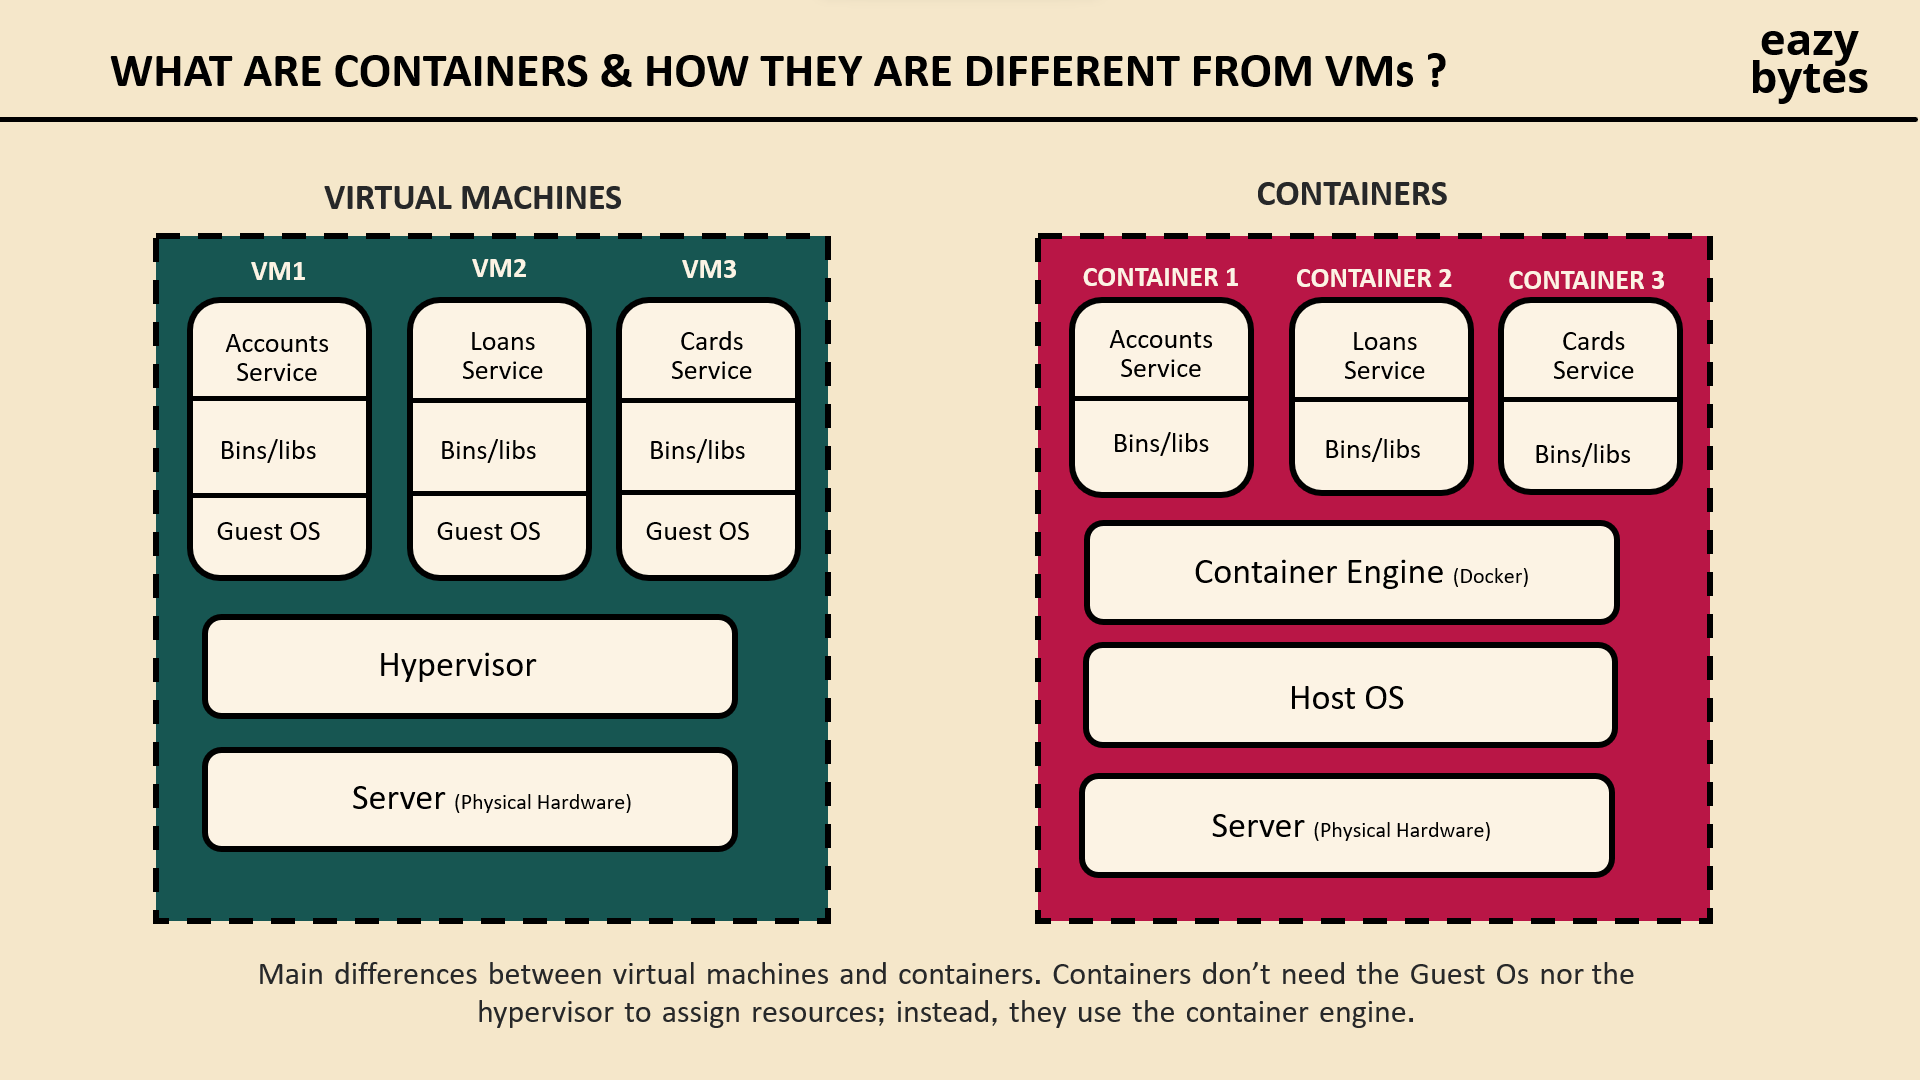 WHAT ARE CONTAINERS & HOW THEY ARE DIFFERENT FROM VMs ?
eazy
bytes
VIRTUAL MACHINES
VM1
VM2
VM3
Accounts
Service
Loans
Service
Cards
Service
Bins/libs
Bins/libs
Bins/libs
Guest OS
Guest OS
Guest OS
Hypervisor
Server (Physical Hardware)
CONTAINERS
CONTAINER 1
CONTAINER 2
CONTAINER 3
Accounts
Service
Loans
Service
Cards
Service
Bins/libs
Bins/libs
Bins/libs
Container Engine (Docker)
Host OS
Server (Physical Hardware)
Main differences between virtual machines and containers. Containers don’t need the Guest Os nor the
hypervisor to assign resources; instead, they use the container engine.